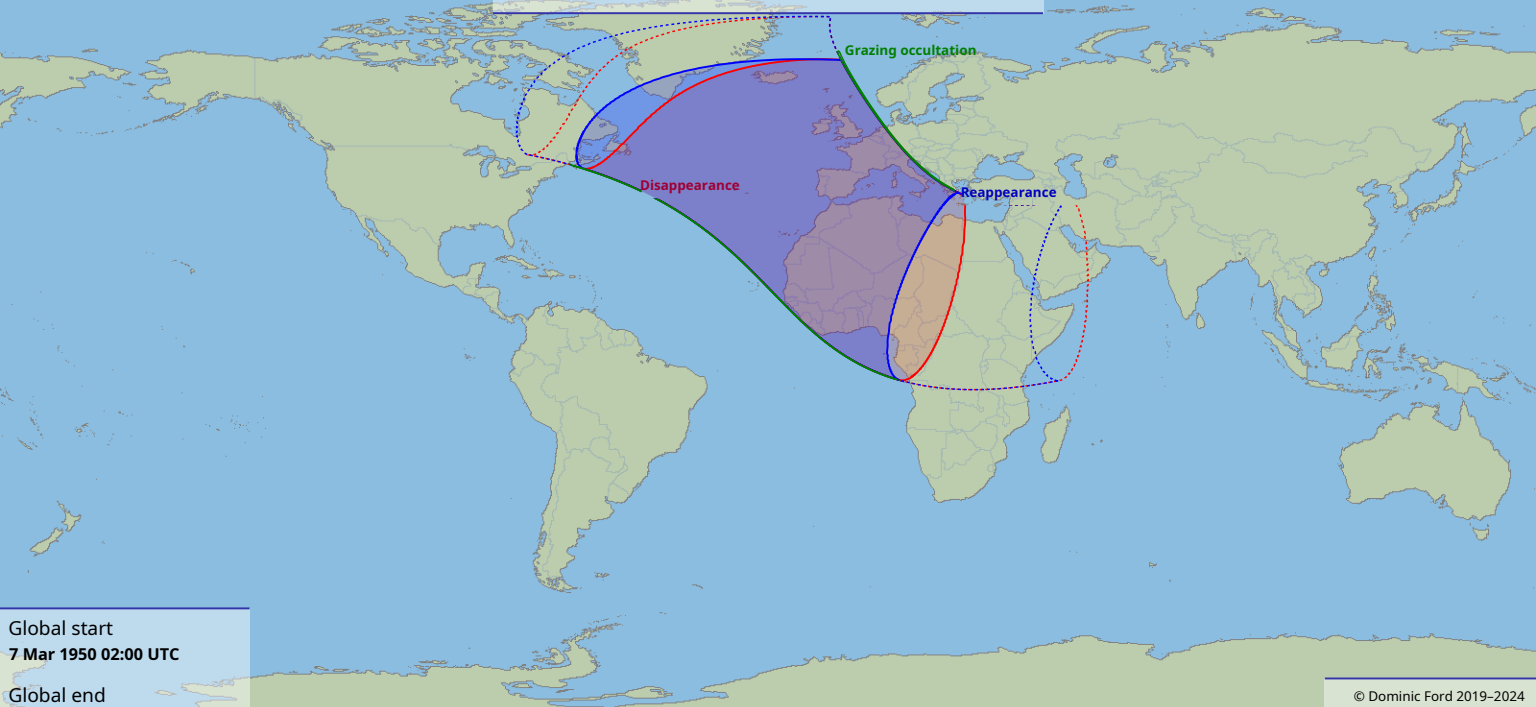 Grazing occultation
Disappearance
Reappearance
Global start
7 Mar 1950 02:00 UTC
Global end
© Dominic Ford 2019–2024